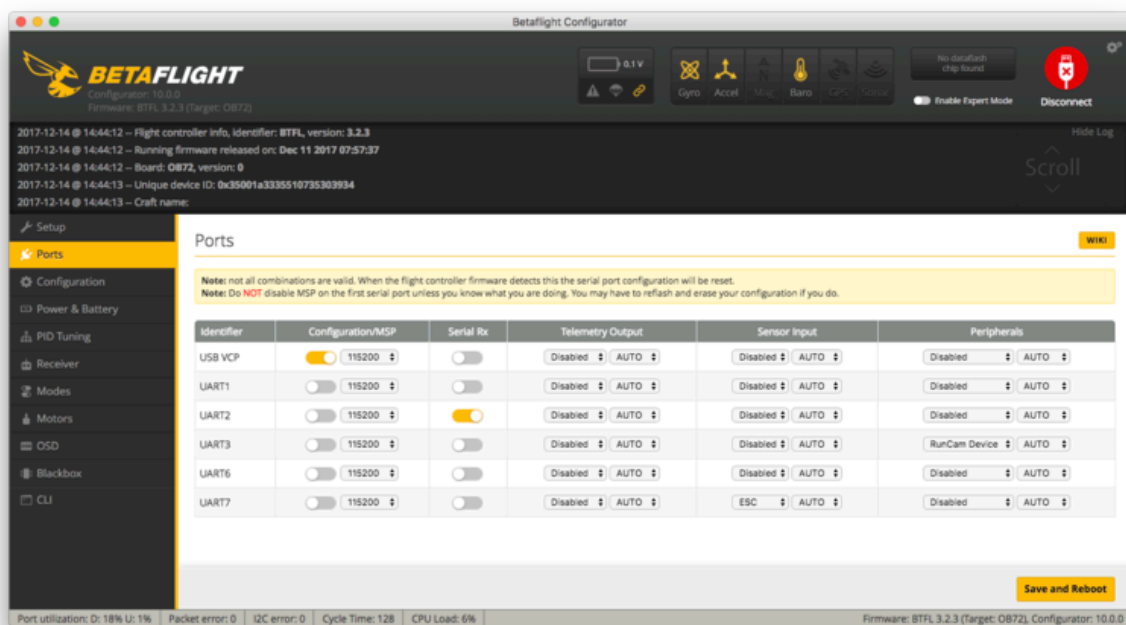 Betaflight Configurator
BETAFLIGHT
Configurator: 10.0.0
Firmware: BTFL 3.2.3 (Target: OB72)
0.1 V
Gyro Accel Mag Baro GPS Sonar
No dataflash
chip found
Enable Expert Mode
Disconnect
2017-12-14 @ 14:44:12 -- Flight controller info, identifier: BTFL, version: 3.2.3
Hide Log
2017-12-14 @ 14:44:12 -- Running firmware released on: Dec 11 2017 07:57:37
2017-12-14 @ 14:44:12 -- Board: OB72, version: 0
Scroll
2017-12-14 @ 14:44:13 -- Unique device ID: 0x35001a3335510735303934
2017-12-14 @ 14:44:13 -- Craft name:
Setup
Ports
Configuration
Power & Battery
PID Tuning
Receiver
Modes
Motors
OSD
Blackbox
CLI
Ports
WIKI
Note: not all combinations are valid. When the flight controller firmware detects this the serial port configuration will be reset.
Note: Do NOT disable MSP on the first serial port unless you know what you are doing. You may have to reflash and erase your configuration if you do.
Identifier Configuration/MSP Serial Rx Telemetry Output Sensor Input Peripherals
USB VCP 115200 Disabled AUTO Disabled AUTO Disabled AUTO
UART1 115200 Disabled AUTO Disabled AUTO Disabled AUTO
UART2 115200 Disabled AUTO Disabled AUTO Disabled AUTO
UART3 115200 Disabled AUTO Disabled AUTO RunCam Device AUTO
UART6 115200 Disabled AUTO Disabled AUTO Disabled AUTO
UART7 115200 Disabled AUTO ESC AUTO Disabled AUTO
Save and Reboot
Port utilization: D: 18% U: 1% Packet error: 0 I2C error: 0 Cycle Time: 128 CPU Load: 6% Firmware: BTFL 3.2.3 (Target: OB72), Configurator: 10.0.0